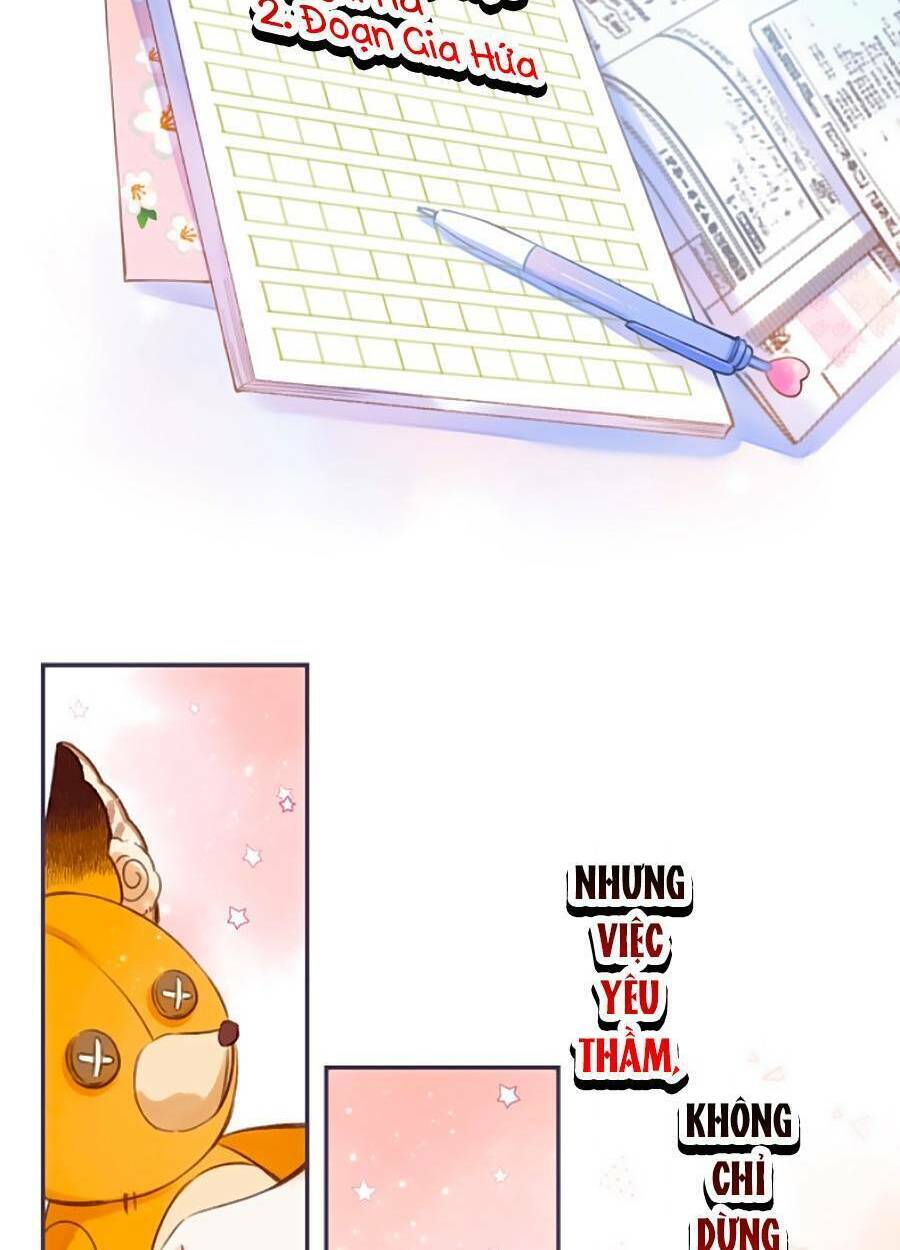 2. Đoạn Gia Hứa
NHƯNG
VIỆC
YÊU
THẦM,
KHÔNG
CHỈ
DỪNG